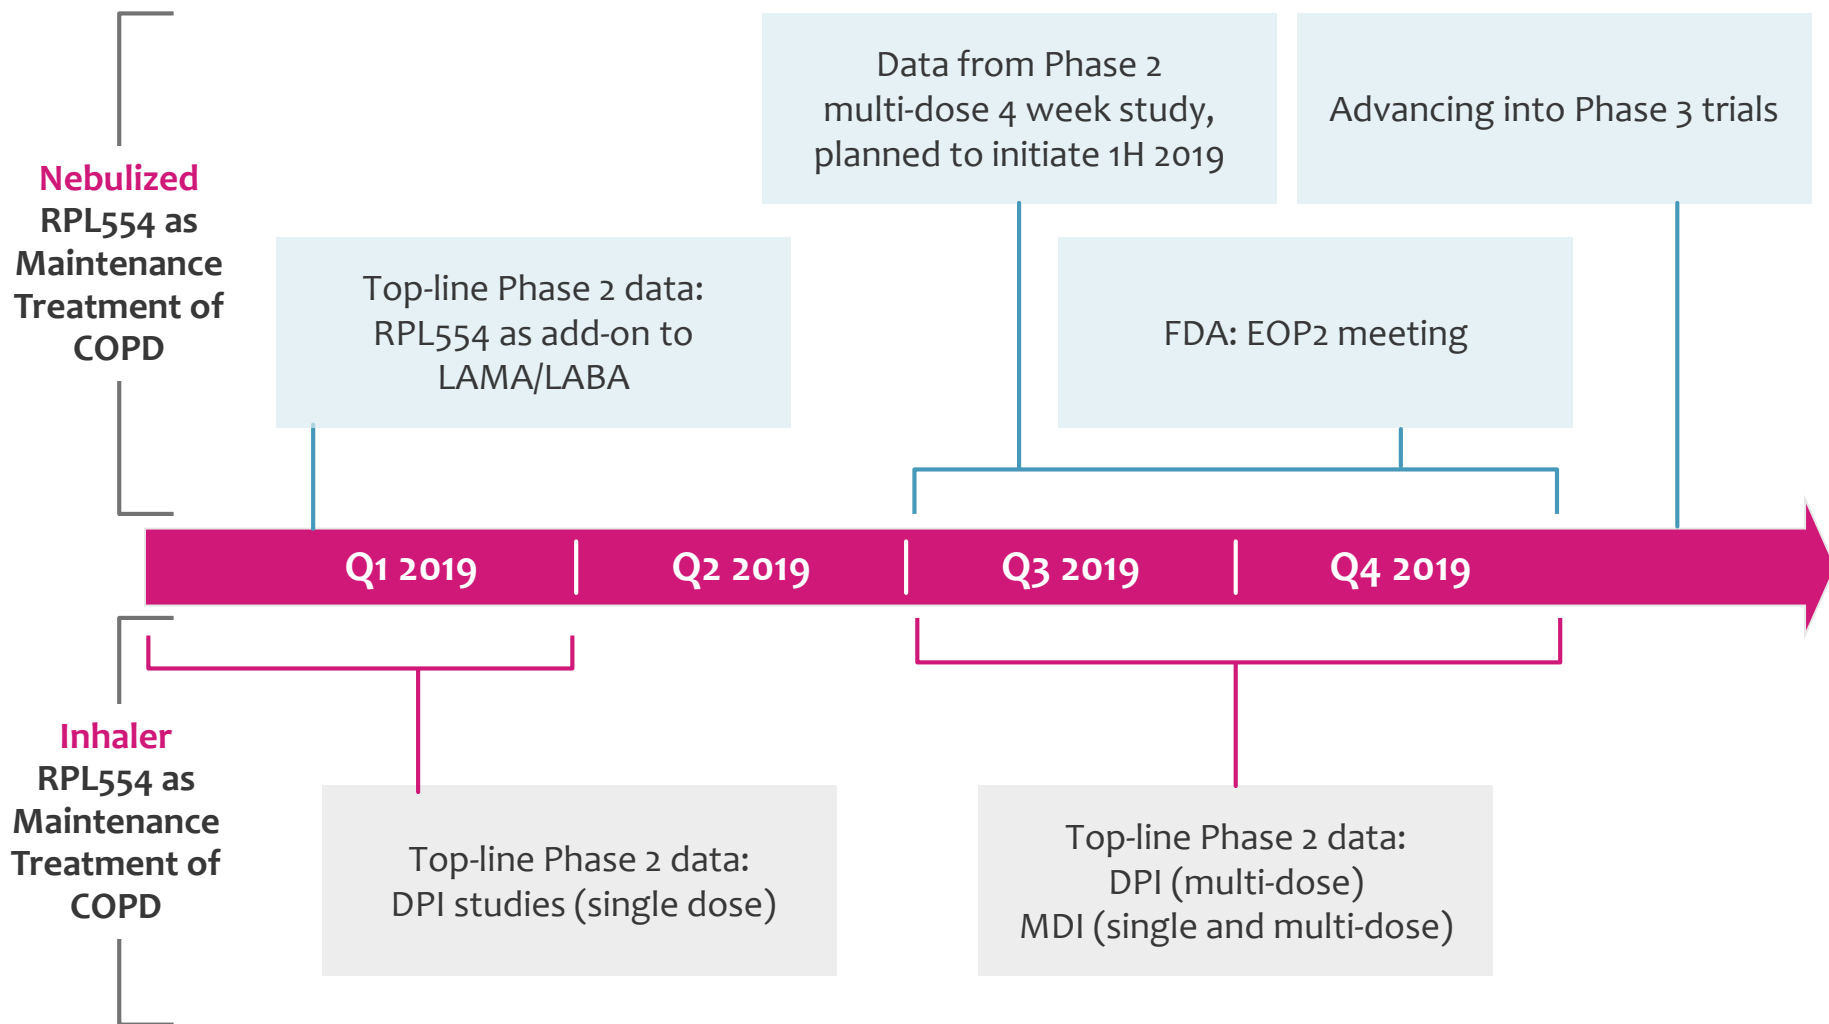 Nebulized
RPL554 as
Maintenance
Treatment of
COPD
Top-line Phase 2 data:
RPL554 as add-on to
LAMA/LABA
Data from Phase 2
multi-dose 4 week study,
planned to initiate 1H 2019
FDA: EOP2 meeting
Advancing into Phase 3 trials
Q1 2019
Q2 2019
Q3 2019
Q4 2019
Inhaler
RPL554 as
Maintenance
Treatment of
COPD
Top-line Phase 2 data:
DPI studies (single dose)
Top-line Phase 2 data:
DPI (multi-dose)
MDI (single and multi-dose)